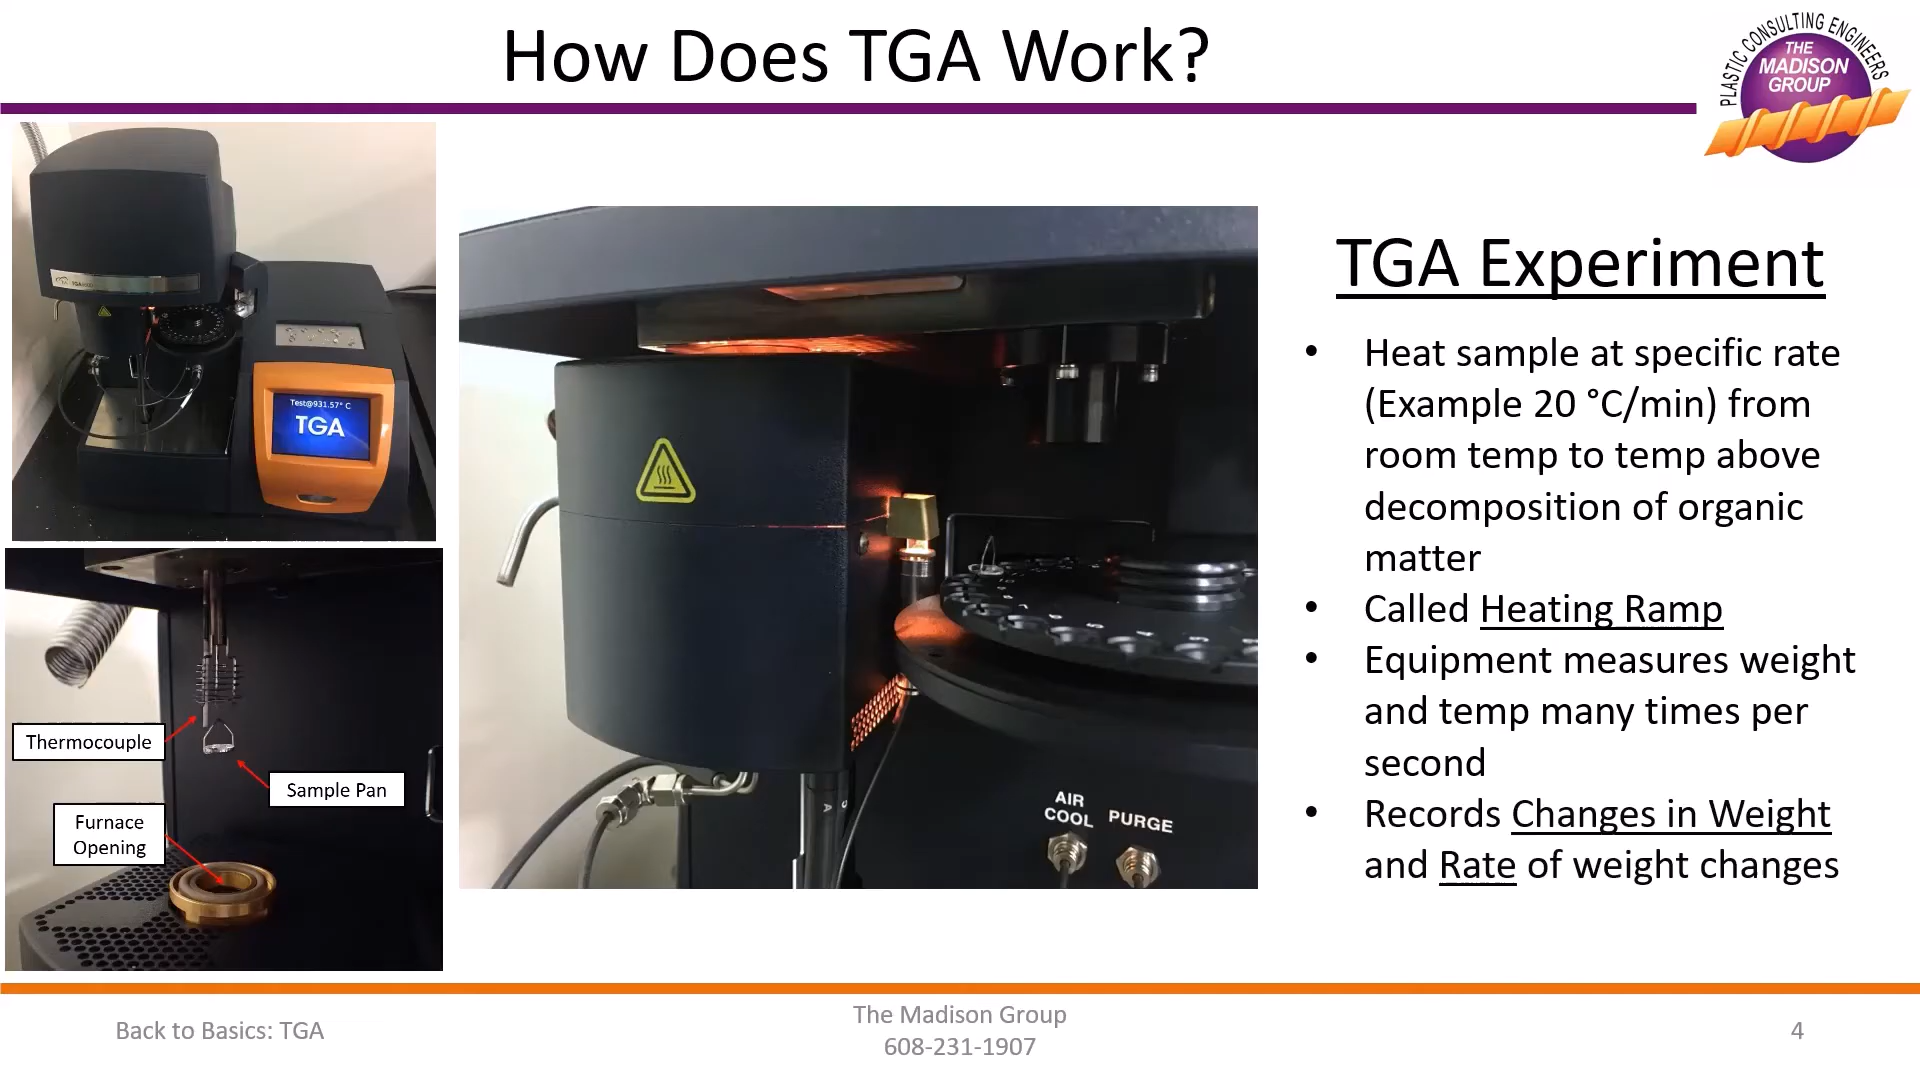 How Does TGA Work?
PLASTIC CONSULTING ENGINEERS
THE
MADISON
GROUP
Test@931.57° C
TGA
Thermocouple
Sample Pan
Furnace
Opening
AIR
COOL
PURGE
TGA Experiment
• Heat sample at specific rate
(Example 20 °C/min) from
room temp to temp above
decomposition of organic
matter
• Called Heating Ramp
• Equipment measures weight
and temp many times per
second
• Records Changes in Weight
and Rate of weight changes
Back to Basics: TGA
The Madison Group
608-231-1907
4